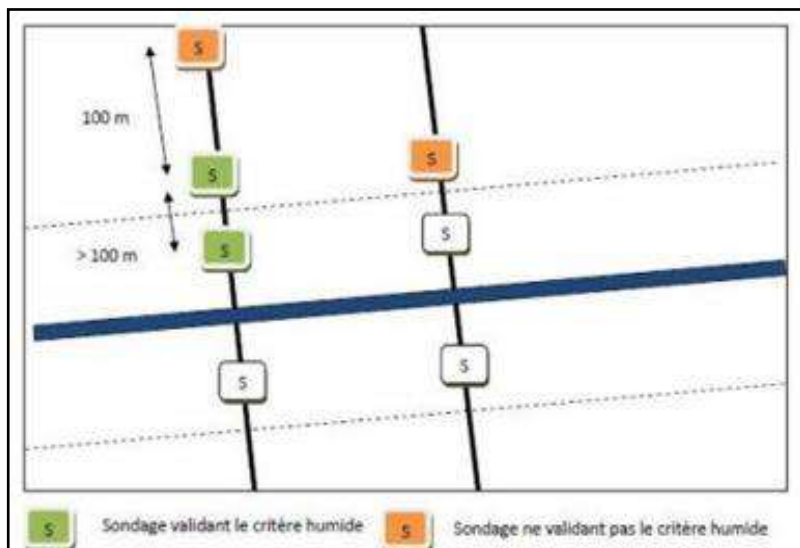 S
100 m
S
S
S
> 100 m
S
S
S
S
S Sondage validant le critère humide
S Sondage ne validant pas le critère humide